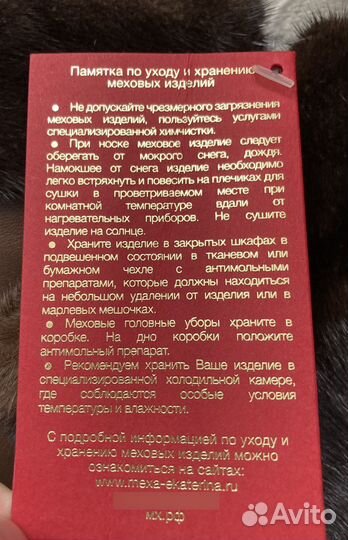 Памятка по уходу и хранению
меховых изделий
● Не допускайте чрезмерного загрязнения
меховых изделий, пользуйтесь услугами
специализированной химчистки.
● При носке меховое изделие следует
оберегать от мокрого снега, дождя.
Намокшее от снега изделие необходимо
легко встряхнуть и повесить на плечиках для
сушки в проветриваемом месте при
комнатной температуре вдали от
нагревательных приборов. Не сушите
изделие на солнце.
● Храните изделие в закрытых шкафах в
подвешенном состоянии в тканевом или
бумажном чехле с антимольными
препаратами, которые должны находиться
на небольшом удалении от изделия или в
марлевых мешочках.
● Меховые головные уборы храните в
коробке. На дно коробки положите
антимольный препарат.
● Рекомендуем хранить Ваше изделие в
специализированной холодильной камере,
где соблюдаются особые условия
температуры и влажности.
С подробной информацией по уходу и
хранению меховых изделий можно
ознакомиться на сайтах:
www.mexa-ekaterina.ru
мх.рф
Avito